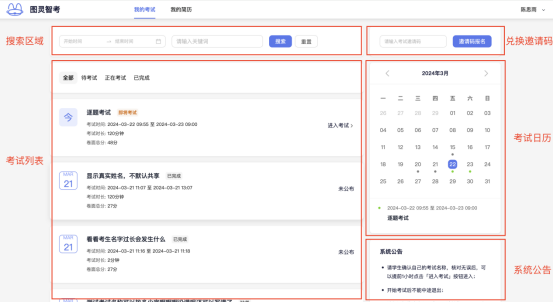 图灵智考
我的考试
我的简历
陈思雨
搜索区域
开始时间
结束时间
请输入关键词
搜索
重置
请输入考试邀请码
邀请码报名
兑换邀请码
考试列表
全部
待考试
正在考试
已完成
今
逐题考试
即将考试
考试时间: 2024-03-22 09:55 至 2024-03-23 09:00
考试时长: 120分钟
卷面总分: 48分
进入考试 >
MAR
21
显示真实姓名、不默认共享
已完成
考试时间: 2024-03-21 11:07 至 2024-03-21 13:07
考试时长: 120分钟
卷面总分: 27分
未公布
MAR
21
看看考生名字过长会发生什么
已完成
考试时间: 2024-03-21 11:16 至 2024-03-21 11:18
考试时长: 2分钟
卷面总分: 27分
未公布
2024年3月
一 二 三 四 五 六 日
26 27 28 29 01 02 03
04 05 06 07 08 09 10
11 12 13 14 15 16 17
18 19 20 21 22 23 24
25 26 27 28 29 30 31
2024-03-22 09:55 至 2024-03-23 09:00
逐题考试
考试日历
系统公告
请学生确认自己的考试名称，核对无误后，可
以提前1小时点击「进入考试」按钮进入；
开始考试后不能中途退出；
系统公告